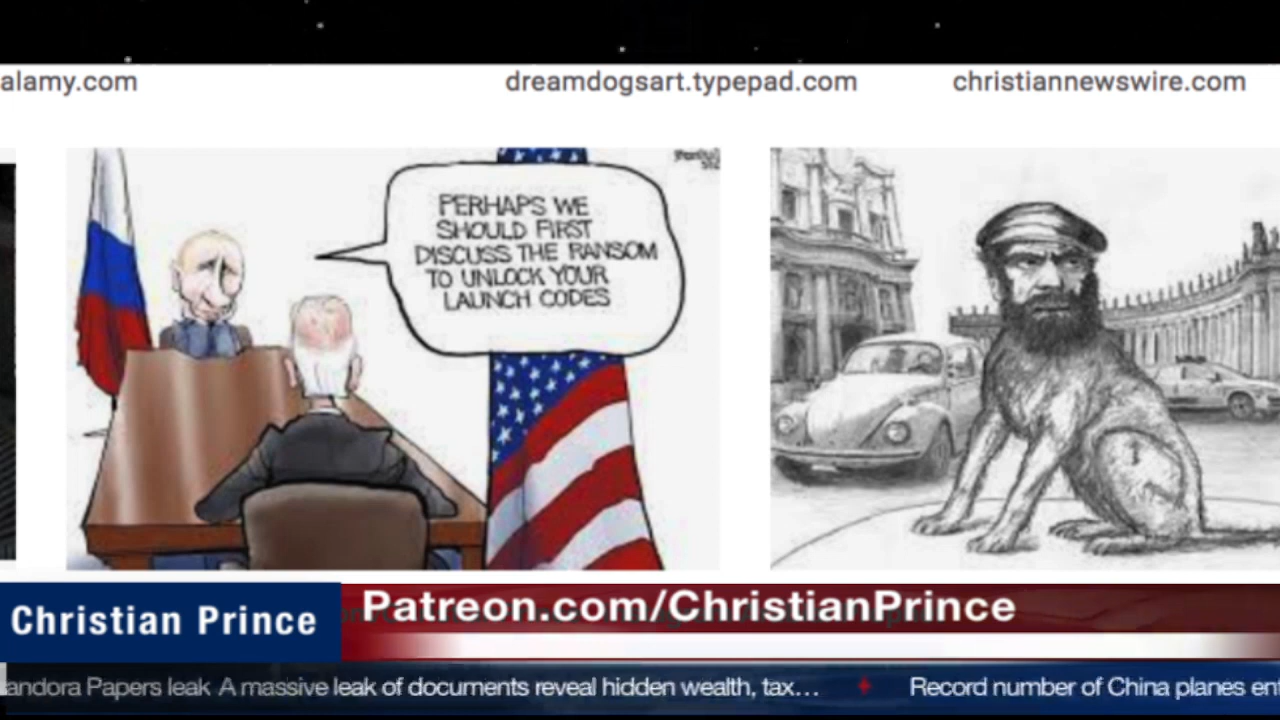 alamy.com
dreamdogsart.typepad.com
christiannewswire.com
PERHAPS WE
SHOULD FIRST
DISCUSS THE RANSOM
TO UNLOCK YOUR
LAUNCH CODES
Christian Prince
Patreon.com/ChristianPrince
andora Papers leak A massive leak of documents reveal hidden wealth, tax...
Record number of China planes ent